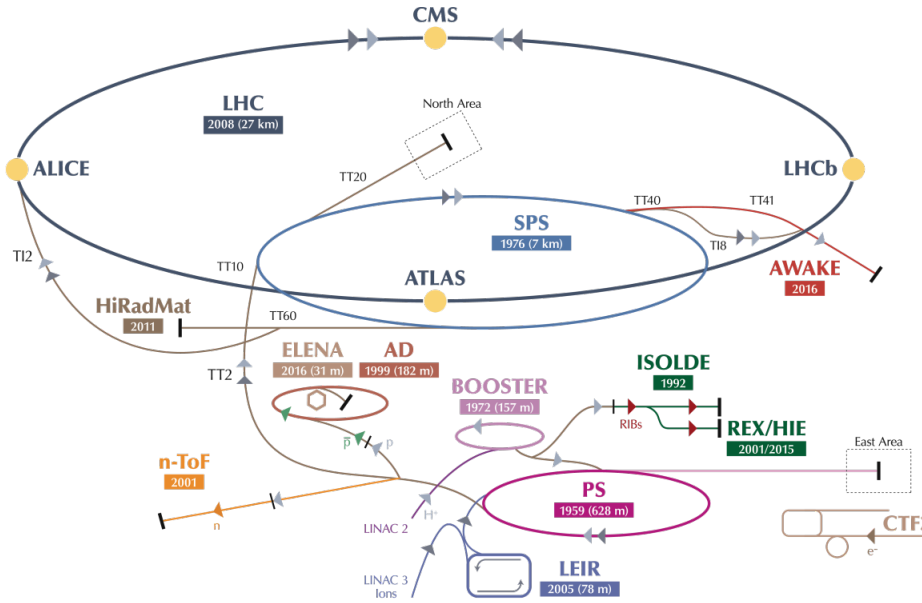 CMS
LHC
2008 (27 km)
North Area
ALICE
TT20
LHCb
TT40
TT41
SPS
1976 (7 km)
TI8
TI2
TT10
AWAKE
2016
ATLAS
HiRadMat
2011
TT60
ELENA
2016 (31 m)
AD
1999 (182 m)
TT2
ISOLDE
1992
BOOSTER
1972 (157 m)
RIBs
REX/HIE
2001/2015
p̅
p
East Area
n-ToF
2001
PS
1959 (628 m)
n
H⁺
LINAC 2
CTF
e⁻
LEIR
2005 (78 m)
LINAC 3
Ions